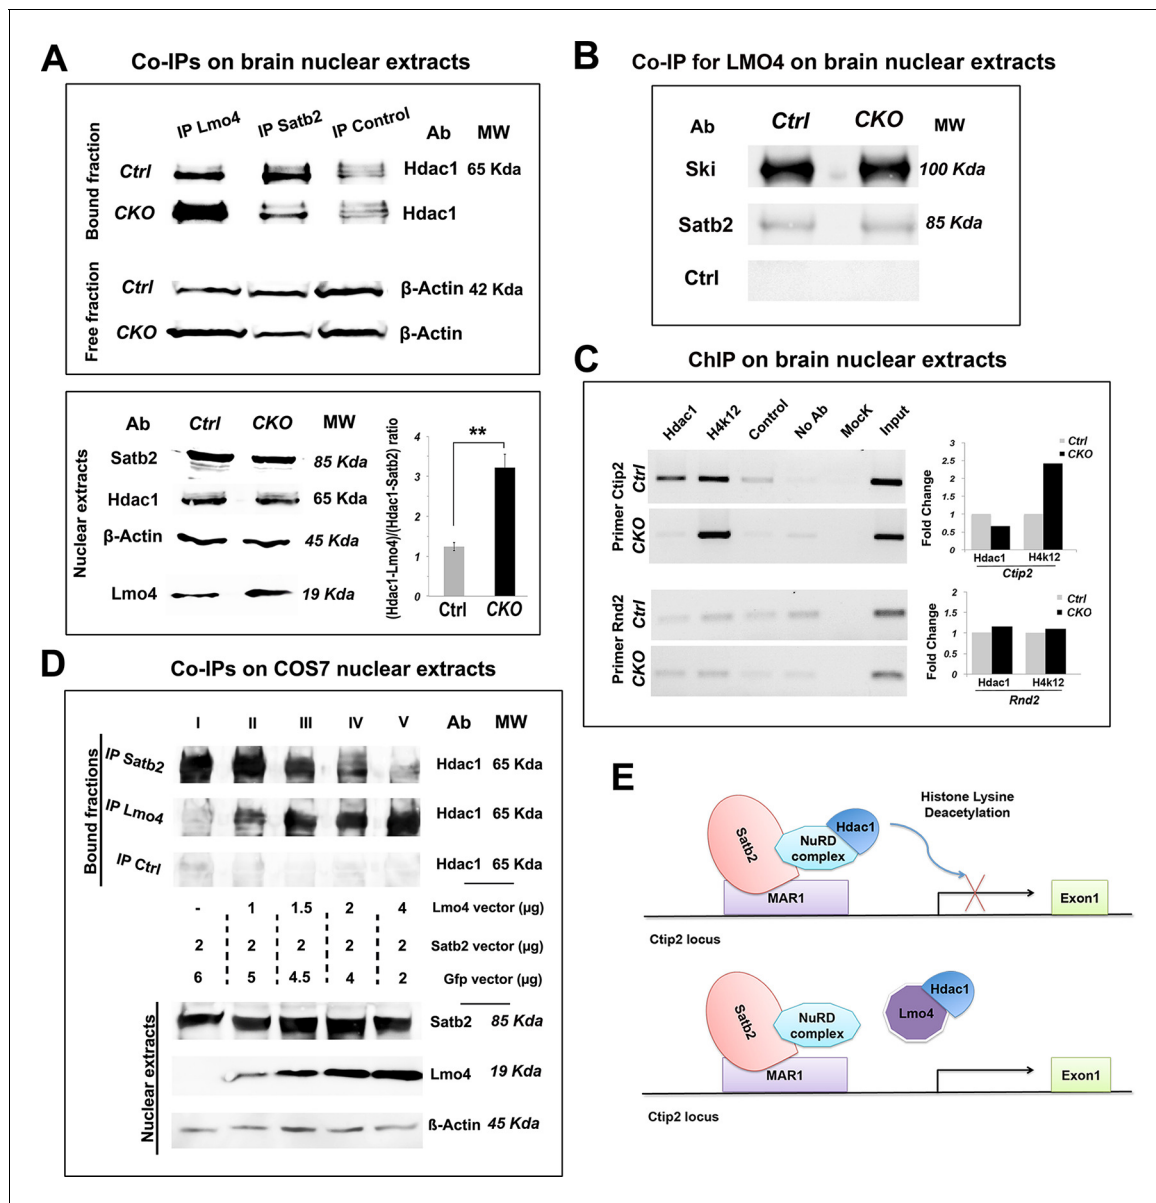 A
Co-IPs on brain nuclear extracts
IP Lmo4 IP Satb2 IP Control Ab MW
Bound fraction
Ctrl Hdac1 65 Kda
CKO Hdac1
Free fraction
Ctrl β-Actin 42 Kda
CKO β-Actin
Nuclear extracts
Ab Ctrl CKO MW
Satb2 85 Kda
Hdac1 65 Kda
β-Actin 45 Kda
Lmo4 19 Kda
(Hdac1-Lmo4)/(Hdac1-Satb2) ratio
4
3
2
1
0
**
Ctrl CKO
B
Co-IP for LMO4 on brain nuclear extracts
Ab Ctrl CKO MW
Ski 100 Kda
Satb2 85 Kda
Ctrl
C
ChIP on brain nuclear extracts
Hdac1 H4k12 Control No Ab MocK Input
Primer Ctip2
Ctrl
CKO
Primer Rnd2
Ctrl
CKO
Fold Change
3
2.5
2
1.5
1
0.5
0
Ctrl
CKO
Hdac1 H4k12
Ctip2
Fold Change
2
1.5
1
0.5
0
Ctrl
CKO
Hdac1 H4k12
Rnd2
D
Co-IPs on COS7 nuclear extracts
I II III IV V Ab MW
Bound fractions
IP Satb2 Hdac1 65 Kda
IP Lmo4 Hdac1 65 Kda
IP Ctrl Hdac1 65 Kda
- 1 1.5 2 4 Lmo4 vector (µg)
2 2 2 2 2 Satb2 vector (µg)
6 5 4.5 4 2 Gfp vector (µg)
Nuclear extracts
Satb2 85 Kda
Lmo4 19 Kda
ß-Actin 45 Kda
E
Satb2
NuRD
complex
Hdac1
Histone Lysine
Deacetylation
MAR1
Exon1
Ctip2 locus
Satb2
NuRD
complex
Lmo4
Hdac1
MAR1
Exon1
Ctip2 locus